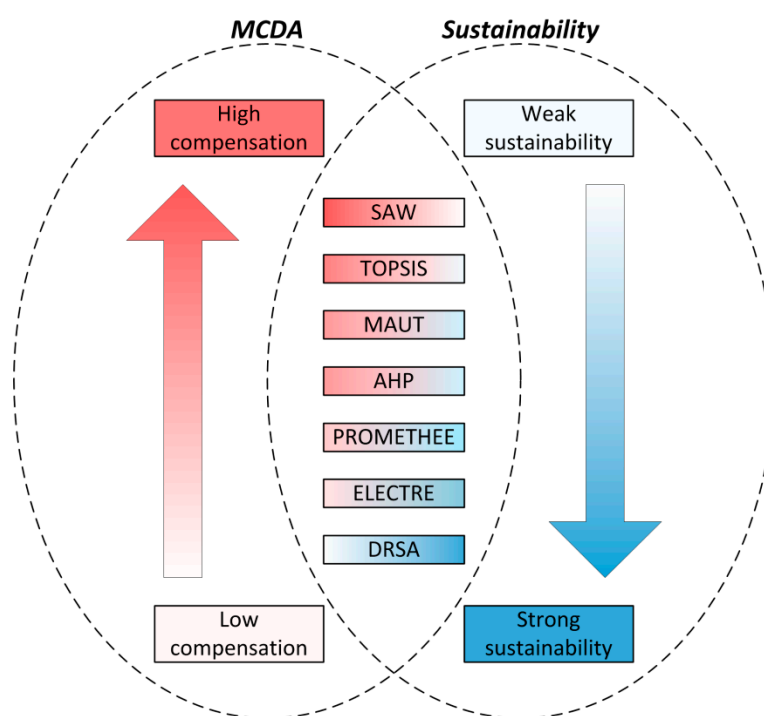 MCDA
Sustainability
High
compensation
Weak
sustainability
SAW
TOPSIS
MAUT
AHP
PROMETHEE
ELECTRE
DRSA
Low
compensation
Strong
sustainability